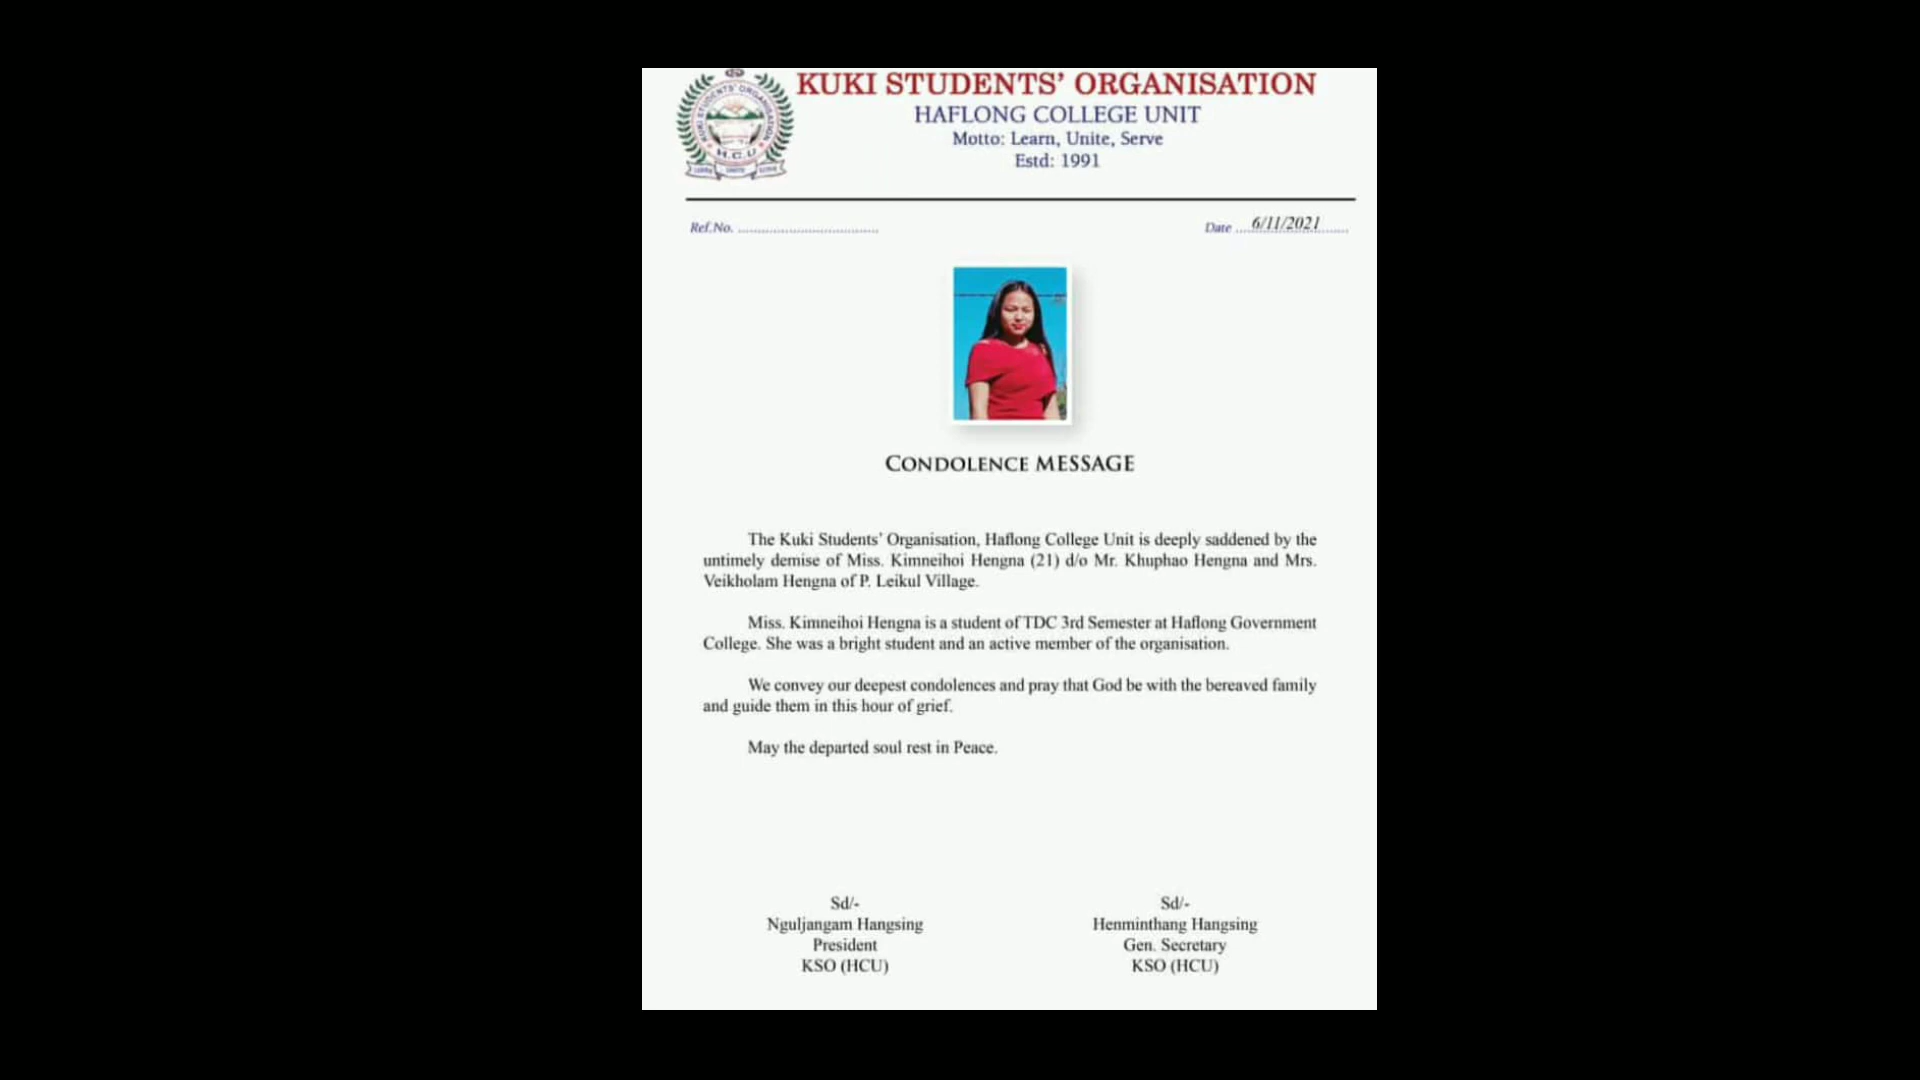 KUKI STUDENTS' ORGANISATION
HAFLONG COLLEGE UNIT
Motto: Learn, Unite, Serve
Estd: 1991
KUKI STUDENTS' ORGANISATION
H.C.U
LEARN UNITE SERVE
Ref.No. ....................................
Date ... 6/11/2021 .......
CONDOLENCE MESSAGE
The Kuki Students' Organisation, Haflong College Unit is deeply saddened by the
untimely demise of Miss. Kimneihoi Hengna (21) d/o Mr. Khuphao Hengna and Mrs.
Veikholam Hengna of P. Leikul Village.
Miss. Kimneihoi Hengna is a student of TDC 3rd Semester at Haflong Government
College. She was a bright student and an active member of the organisation.
We convey our deepest condolences and pray that God be with the bereaved family
and guide them in this hour of grief.
May the departed soul rest in Peace.
Sd/-
Nguljangam Hangsing
President
KSO (HCU)
Sd/-
Henminthang Hangsing
Gen. Secretary
KSO (HCU)